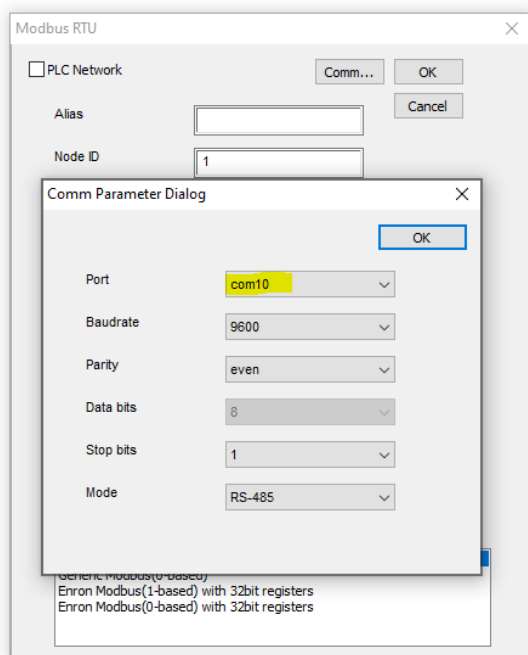 Modbus RTU
PLC Network
Comm...
OK
Cancel
Alias
Node ID
1
Comm Parameter Dialog
OK
Port
com10
Baudrate
9600
Parity
even
Data bits
8
Stop bits
1
Mode
RS-485
Generic Modbus(0-based)
Enron Modbus(1-based) with 32bit registers
Enron Modbus(0-based) with 32bit registers